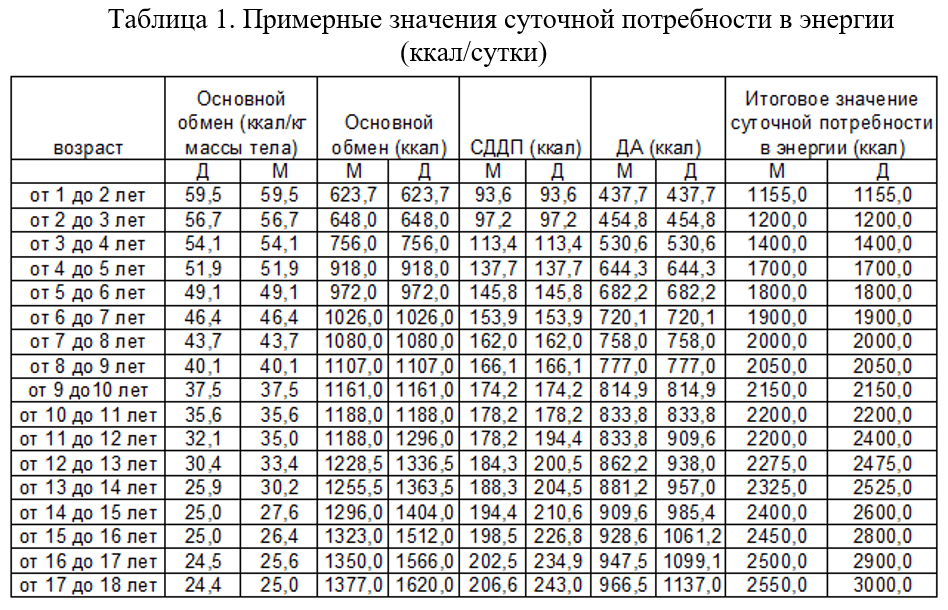 Таблица 1. Примерные значения суточной потребности в энергии
(ккал/сутки)
возраст Основной обмен (ккал/кг массы тела) Основной обмен (ккал) СДДП (ккал) ДА (ккал) Итоговое значение суточной потребности в энергии (ккал)
Д М М Д М Д М Д М Д
от 1 до 2 лет 59,5 59,5 623,7 623,7 93,6 93,6 437,7 437,7 1155,0 1155,0
от 2 до 3 лет 56,7 56,7 648,0 648,0 97,2 97,2 454,8 454,8 1200,0 1200,0
от 3 до 4 лет 54,1 54,1 756,0 756,0 113,4 113,4 530,6 530,6 1400,0 1400,0
от 4 до 5 лет 51,9 51,9 918,0 918,0 137,7 137,7 644,3 644,3 1700,0 1700,0
от 5 до 6 лет 49,1 49,1 972,0 972,0 145,8 145,8 682,2 682,2 1800,0 1800,0
от 6 до 7 лет 46,4 46,4 1026,0 1026,0 153,9 153,9 720,1 720,1 1900,0 1900,0
от 7 до 8 лет 43,7 43,7 1080,0 1080,0 162,0 162,0 758,0 758,0 2000,0 2000,0
от 8 до 9 лет 40,1 40,1 1107,0 1107,0 166,1 166,1 777,0 777,0 2050,0 2050,0
от 9 до10 лет 37,5 37,5 1161,0 1161,0 174,2 174,2 814,9 814,9 2150,0 2150,0
от 10 до 11 лет 35,6 35,6 1188,0 1188,0 178,2 178,2 833,8 833,8 2200,0 2200,0
от 11 до 12 лет 32,1 35,0 1188,0 1296,0 178,2 194,4 833,8 909,6 2200,0 2400,0
от 12 до 13 лет 30,4 33,4 1228,5 1336,5 184,3 200,5 862,2 938,0 2275,0 2475,0
от 13 до 14 лет 25,9 30,2 1255,5 1363,5 188,3 204,5 881,2 957,0 2325,0 2525,0
от 14 до 15 лет 25,0 27,6 1296,0 1404,0 194,4 210,6 909,6 985,4 2400,0 2600,0
от 15 до 16 лет 25,0 26,4 1323,0 1512,0 198,5 226,8 928,6 1061,2 2450,0 2800,0
от 16 до 17 лет 24,5 25,6 1350,0 1566,0 202,5 234,9 947,5 1099,1 2500,0 2900,0
от 17 до 18 лет 24,4 25,0 1377,0 1620,0 206,6 243,0 966,5 1137,0 2550,0 3000,0